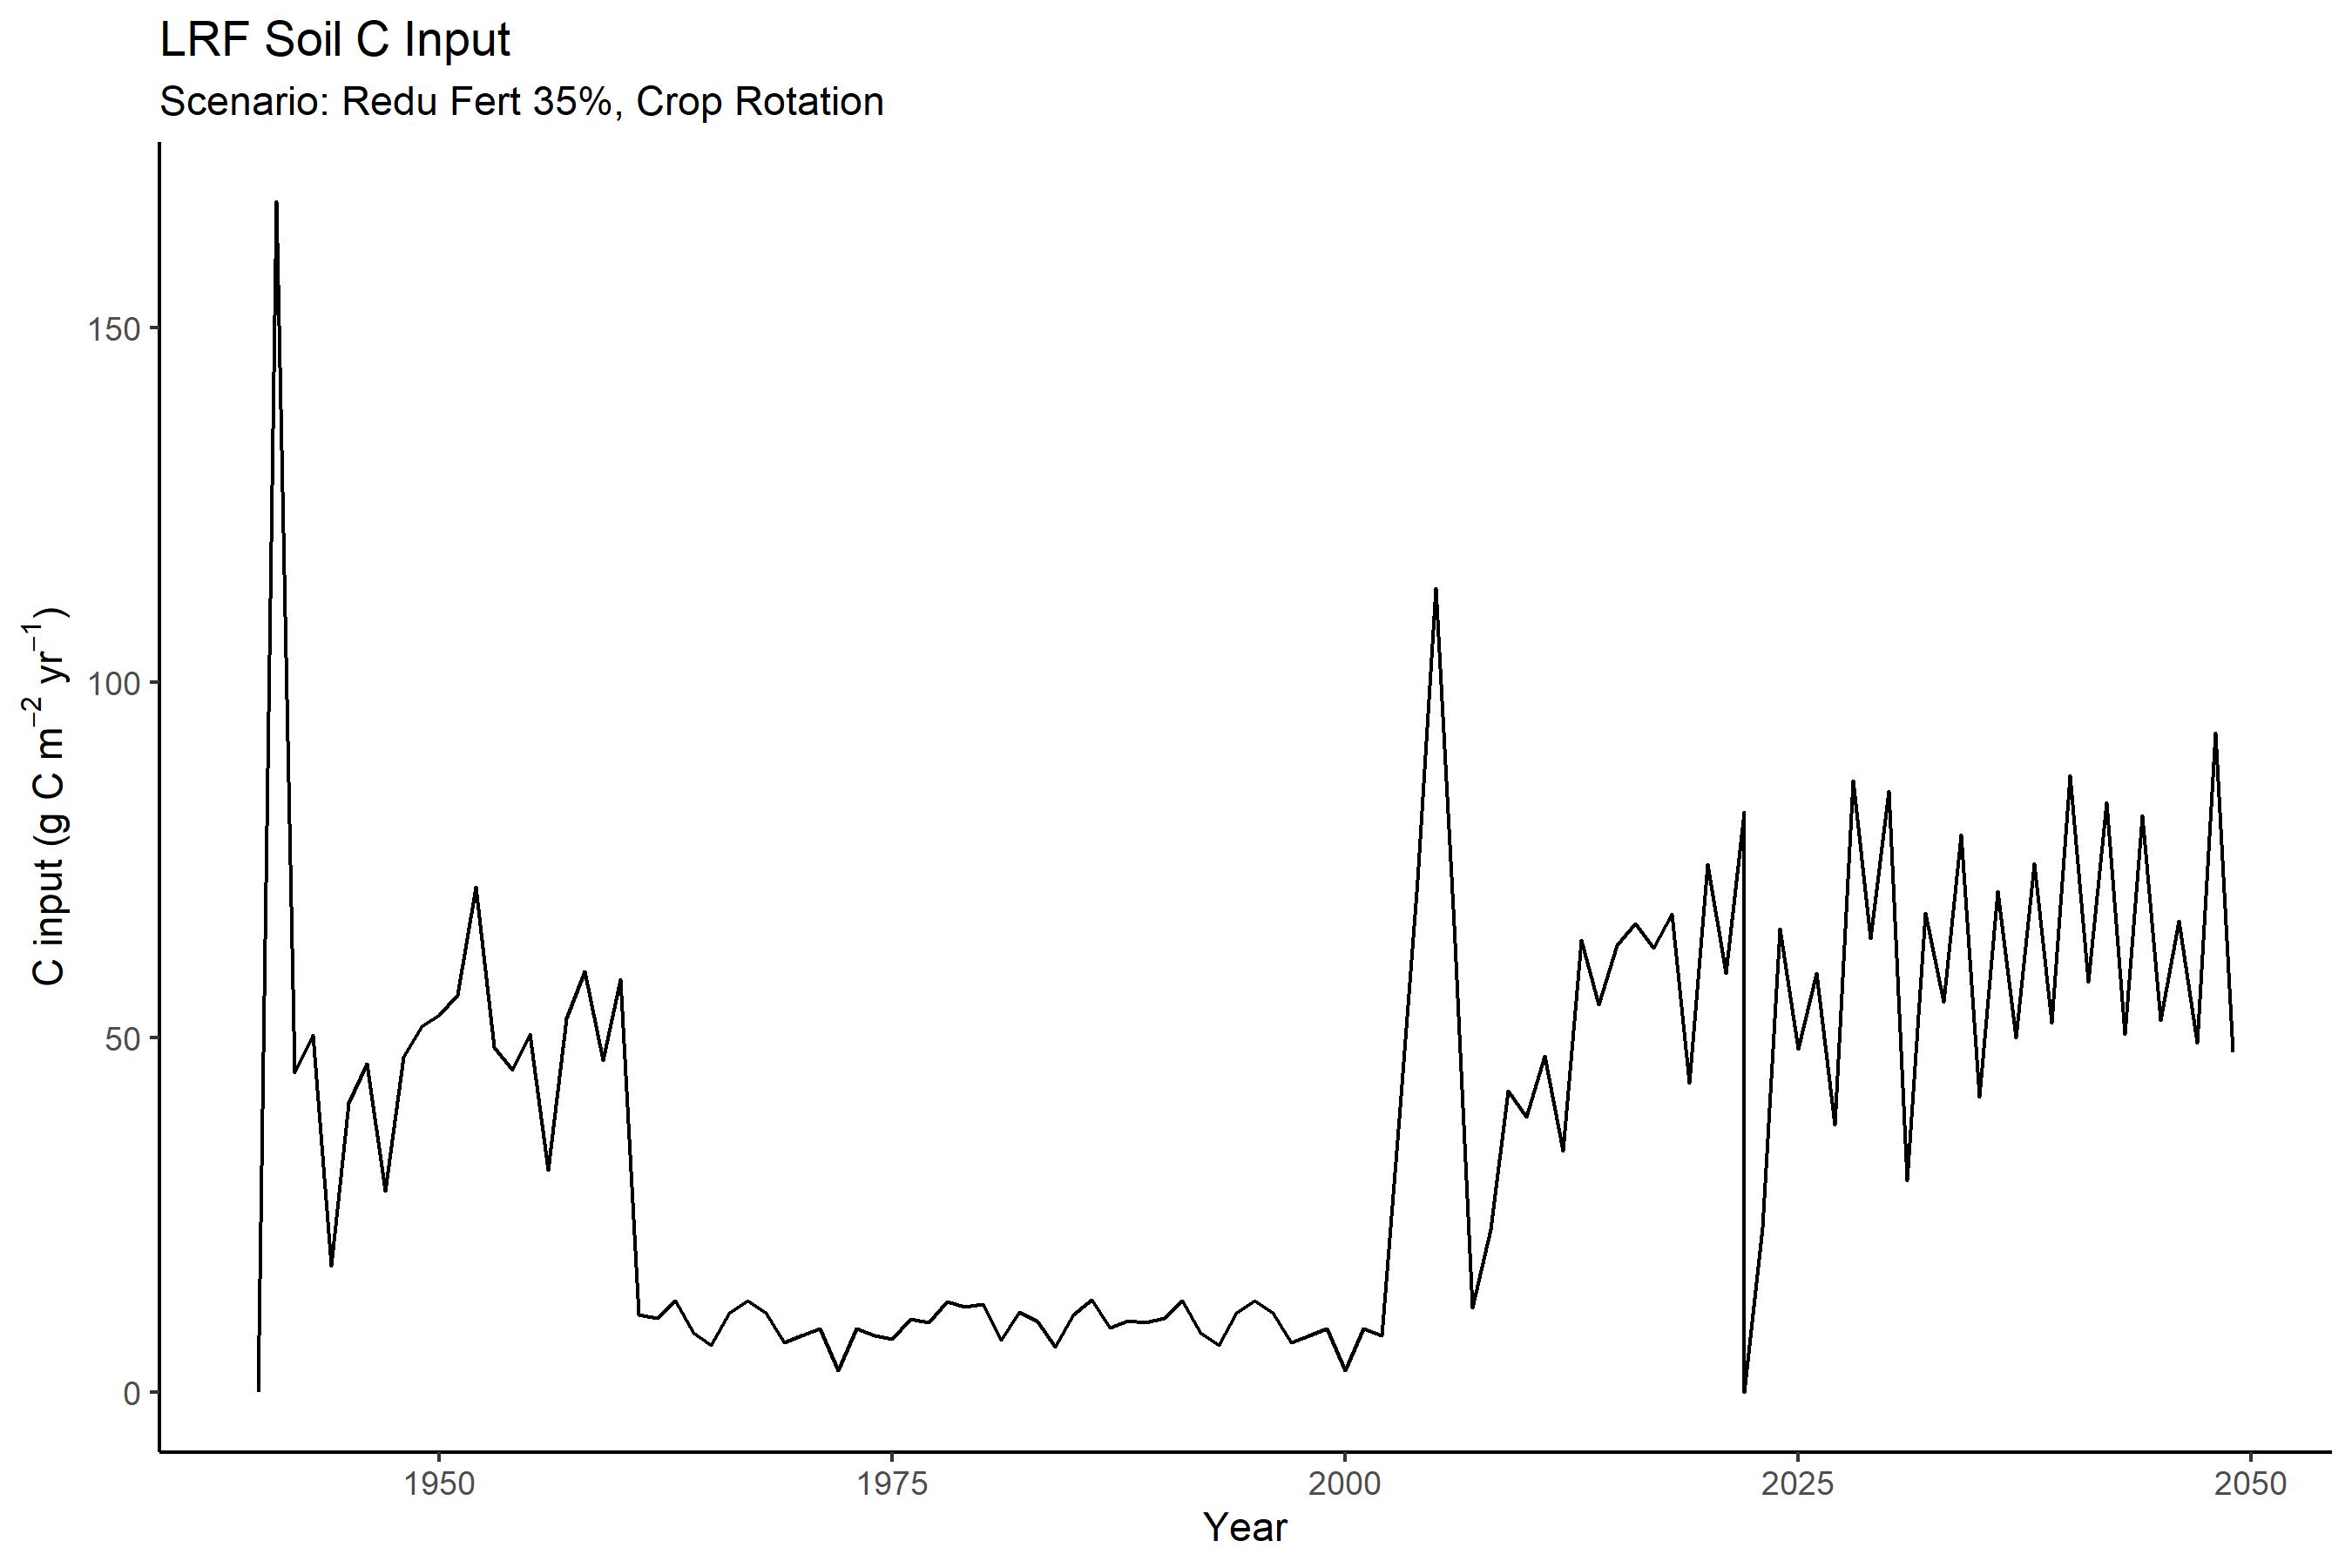 LRF Soil C Input
Scenario: Redu Fert 35%, Crop Rotation
C input (g C m⁻² yr⁻¹)
150
100
50
0
1950 1975 2000 2025 2050
Year